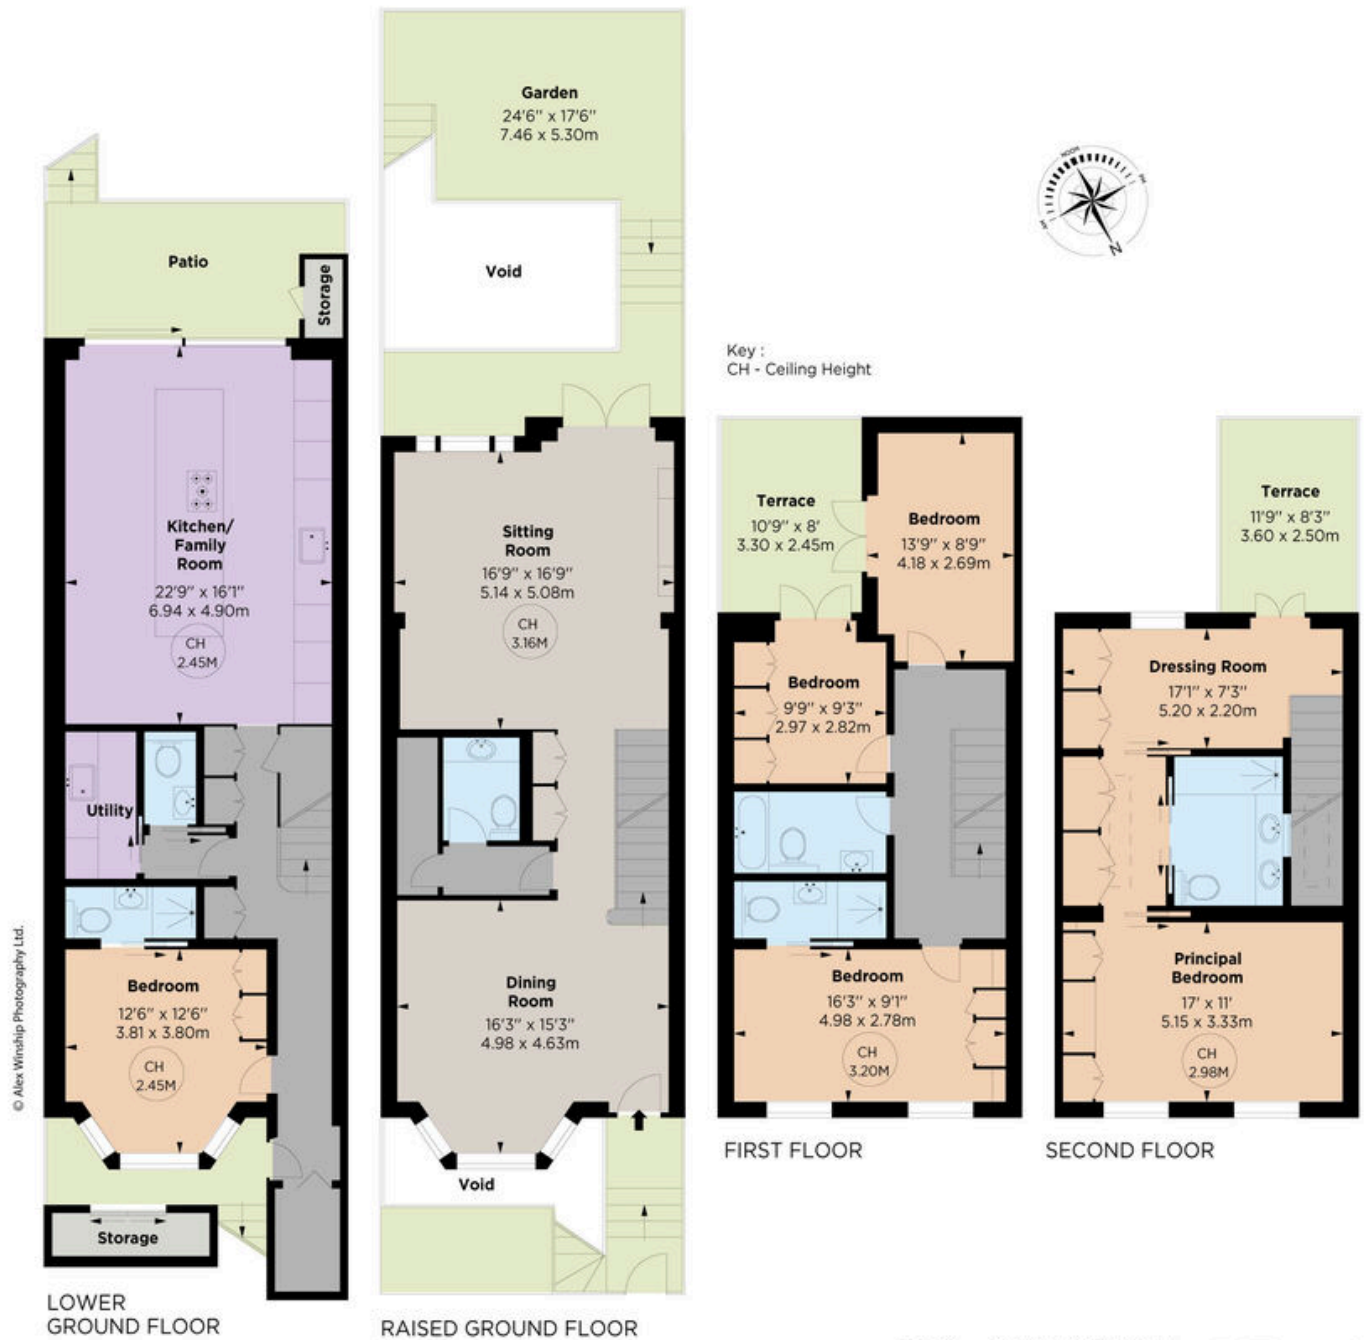 Garden
24'6" x 17'6"
7.46 x 5.30m
NOON
PM
AM
N
Patio
Storage
Void
Key :
CH - Ceiling Height
Kitchen/
Family
Room
22'9" x 16'1"
6.94 x 4.90m
CH
2.45M
Sitting
Room
16'9" x 16'9"
5.14 x 5.08m
CH
3.16M
Terrace
10'9" x 8'
3.30 x 2.45m
Bedroom
13'9" x 8'9"
4.18 x 2.69m
Terrace
11'9" x 8'3"
3.60 x 2.50m
Bedroom
9'9" x 9'3"
2.97 x 2.82m
Dressing Room
17'1" x 7'3"
5.20 x 2.20m
Utility
Bedroom
12'6" x 12'6"
3.81 x 3.80m
CH
2.45M
Dining
Room
16'3" x 15'3"
4.98 x 4.63m
Bedroom
16'3" x 9'1"
4.98 x 2.78m
CH
3.20M
Principal
Bedroom
17' x 11'
5.15 x 3.33m
CH
2.98M
© Alex Winship Photography Ltd.
Storage
Void
FIRST FLOOR
SECOND FLOOR
LOWER
GROUND FLOOR
RAISED GROUND FLOOR